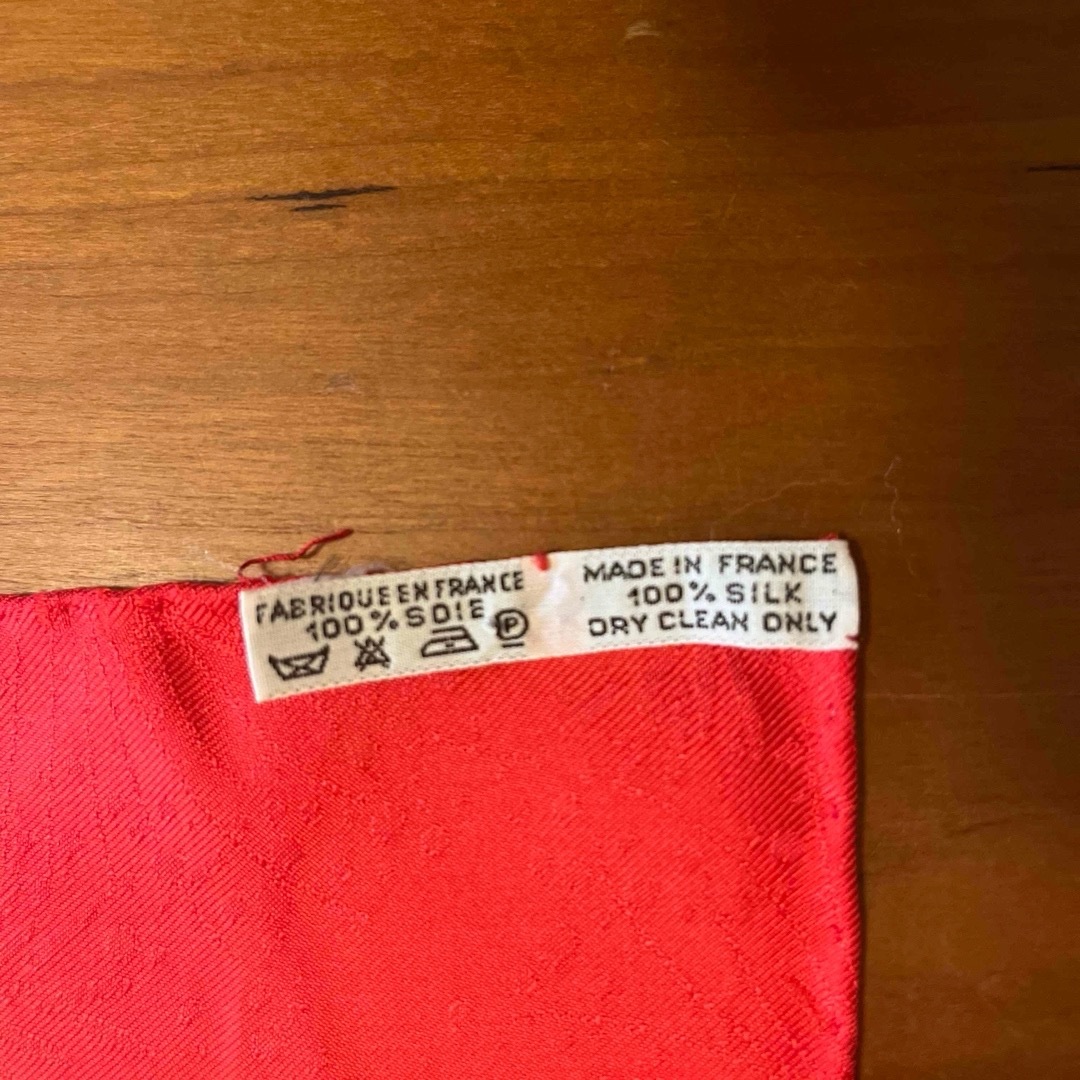 FABRIQUE EN FRANCE
100% SOIE
P
MADE IN FRANCE
100% SILK
DRY CLEAN ONLY